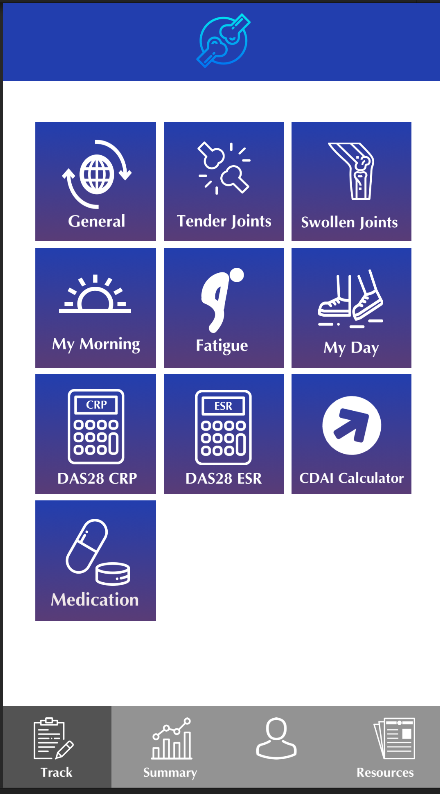 General
Tender Joints
Swollen Joints
My Morning
Fatigue
My Day
CRP
DAS28 CRP
ESR
DAS28 ESR
CDAI Calculator
Medication
Track
Summary
Resources